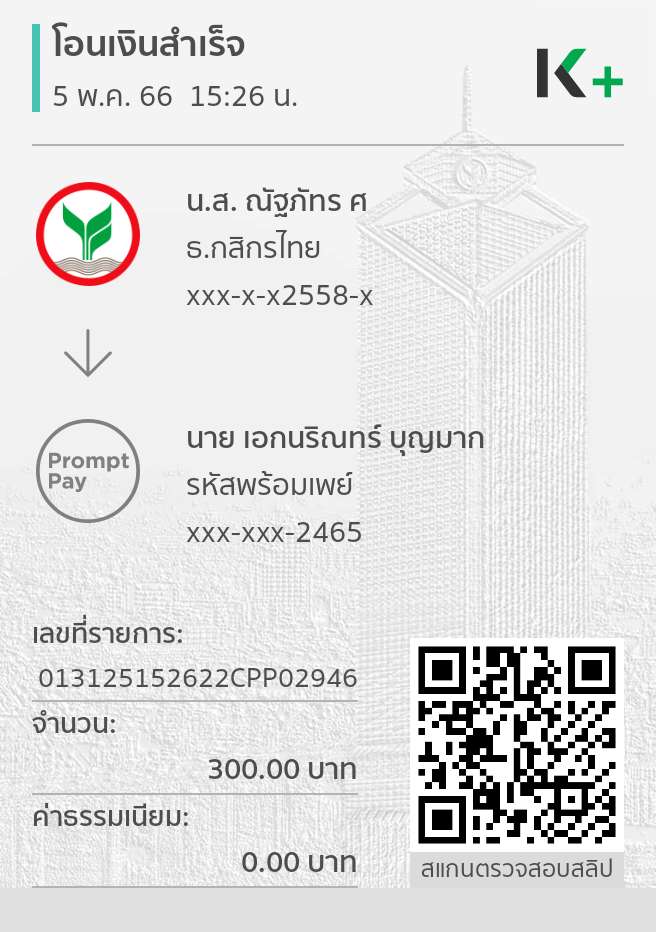 โอนเงินสำเร็จ
5 พ.ค. 66 15:26 น.
K+
น.ส. ณัฐภัทร ศ
ธ.กสิกรไทย
xxx-x-x2558-x
Prompt
Pay
นาย เอกนริณทร์ บุญมาก
รหัสพร้อมเพย์
xxx-xxx-2465
เลขที่รายการ:
013125152622CPP02946
จำนวน:
300.00 บาท
ค่าธรรมเนียม:
0.00 บาท
สแกนตรวจสอบสลิป